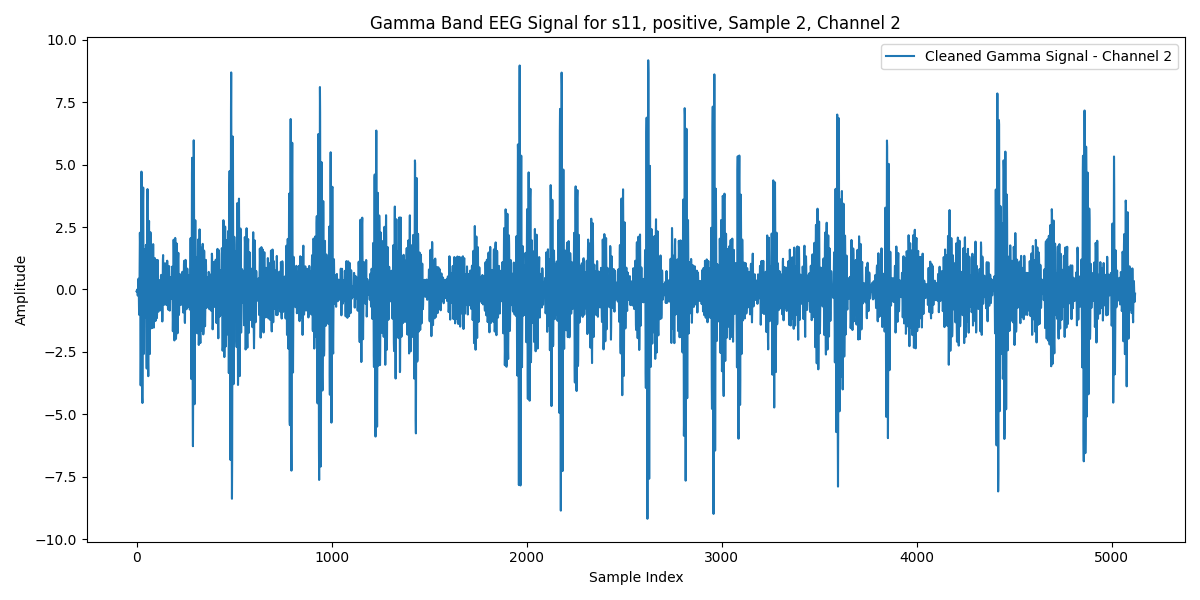 Gamma Band EEG Signal for s11, positive, Sample 2, Channel 2
Cleaned Gamma Signal - Channel 2
10.0
7.5
5.0
2.5
0.0
−2.5
−5.0
−7.5
−10.0
Amplitude
0 1000 2000 3000 4000 5000
Sample Index